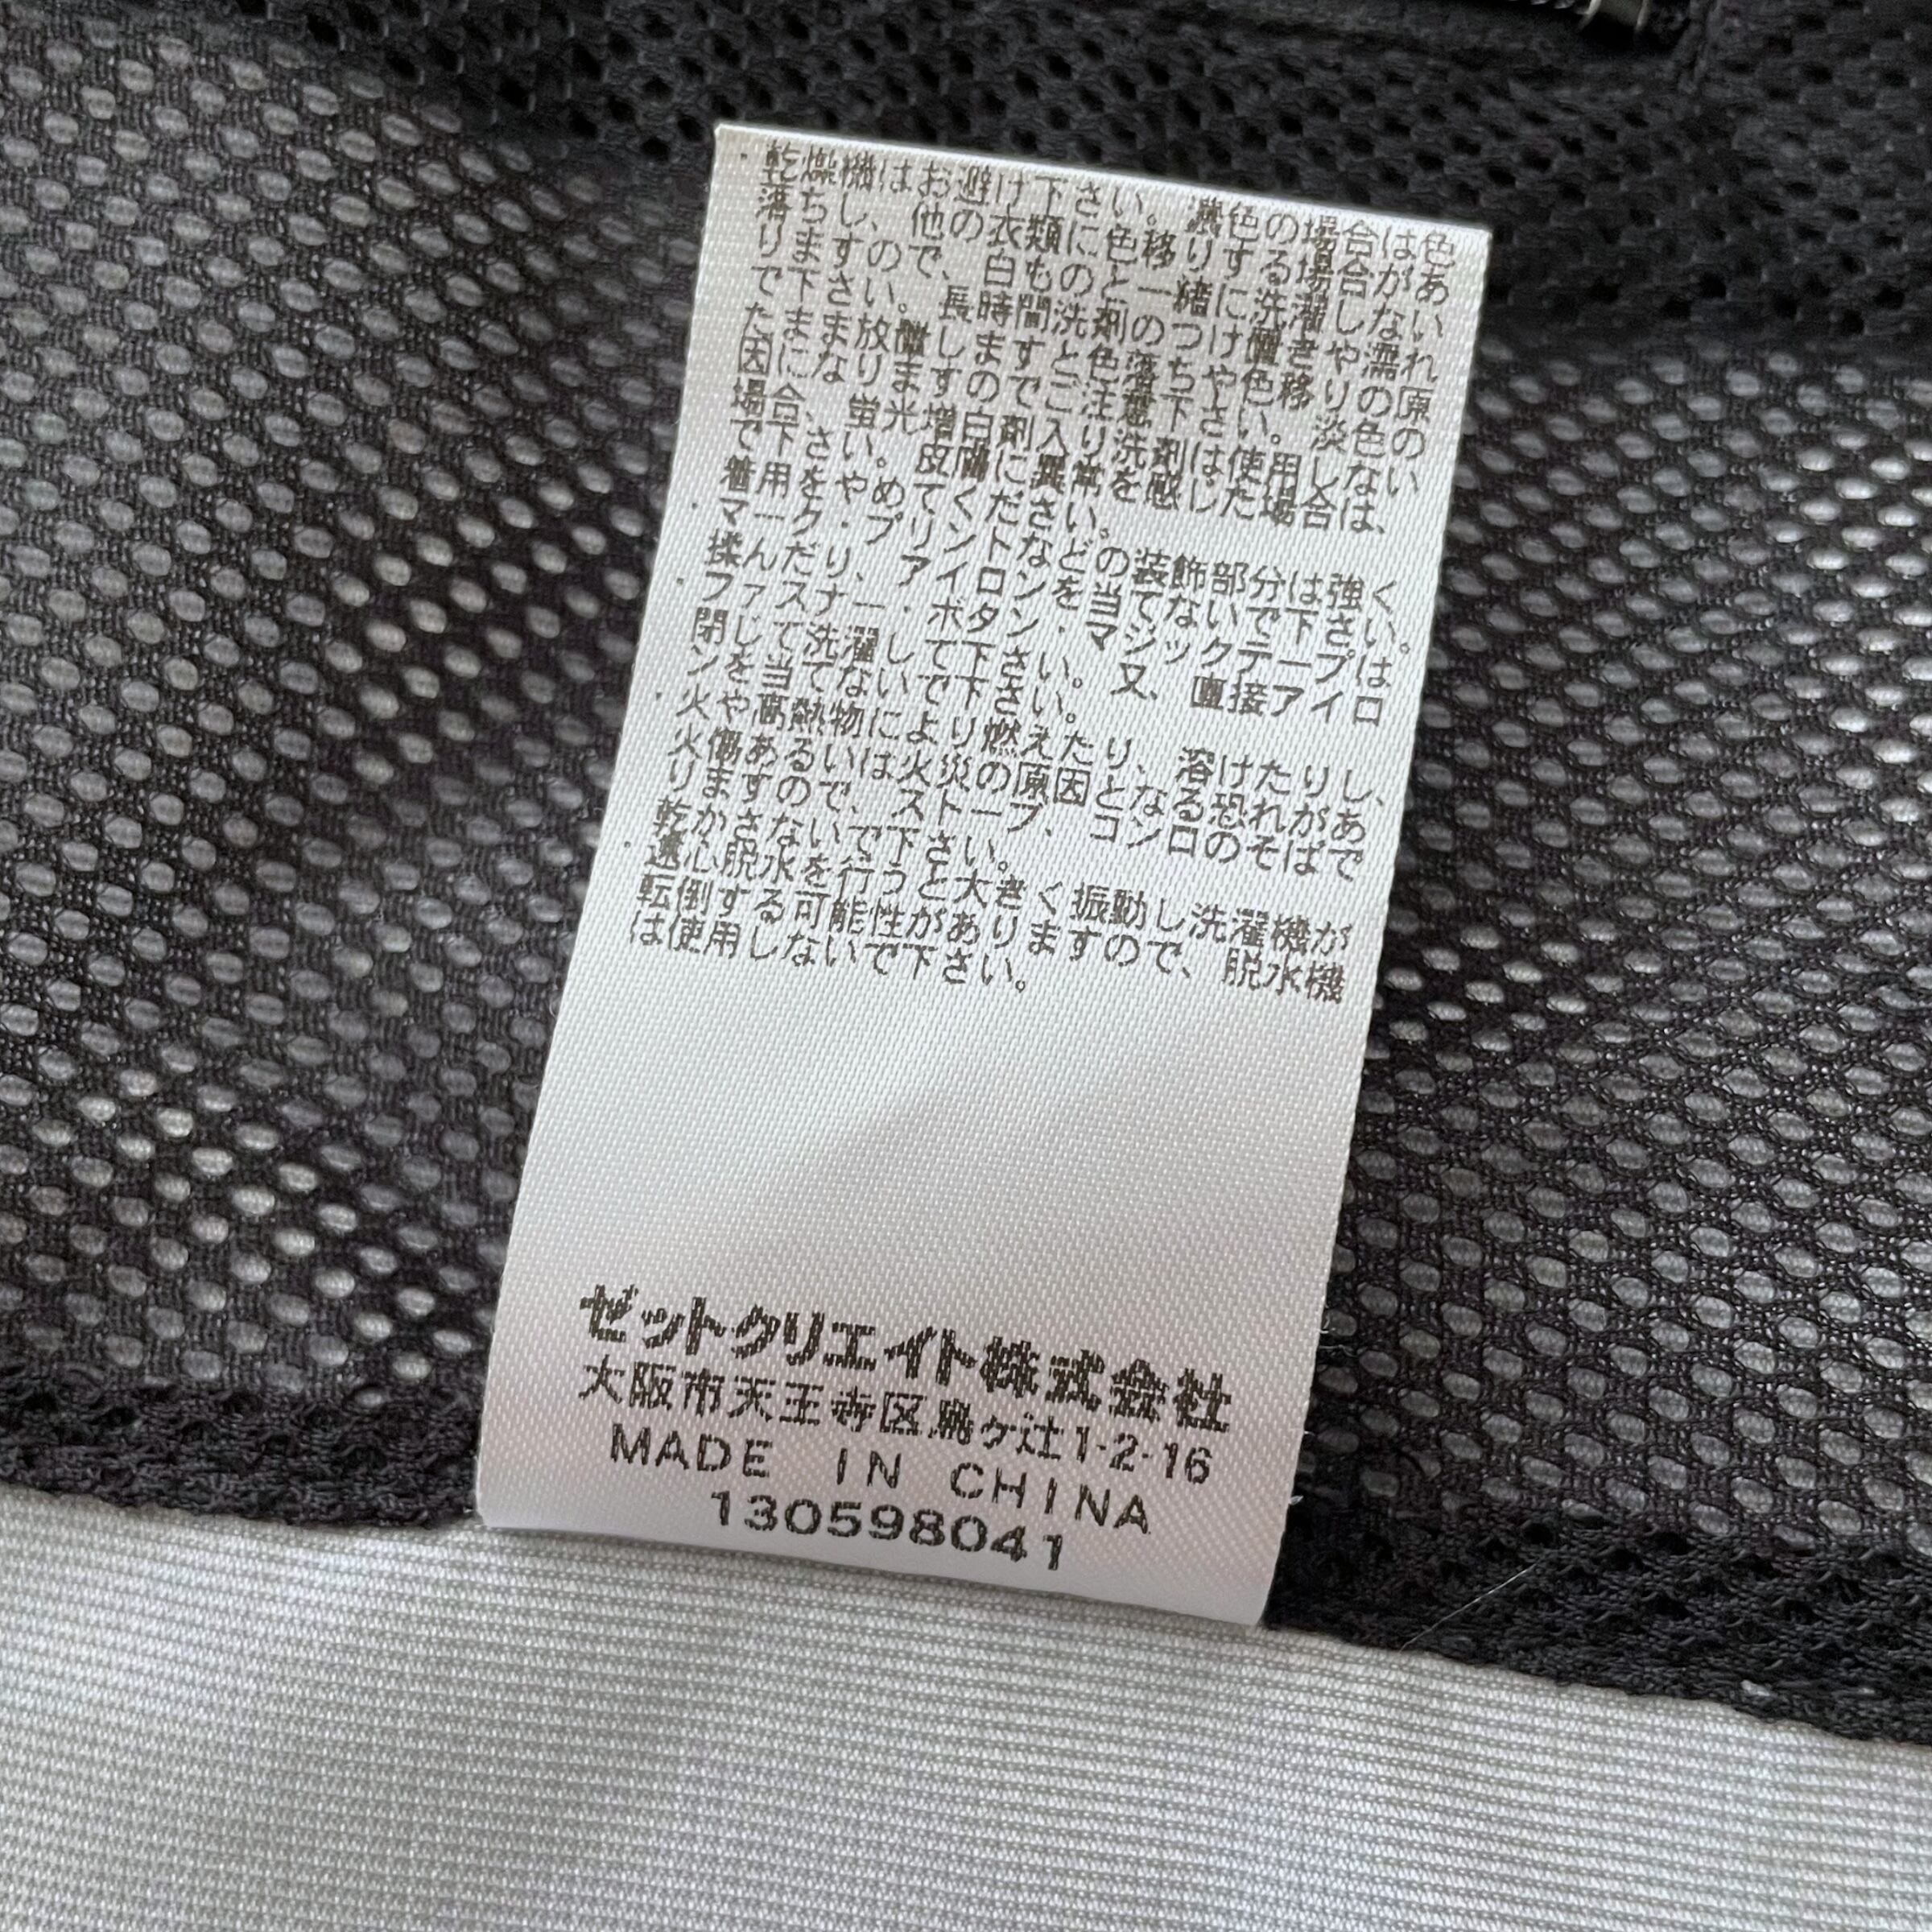 ・乾燥機はお避け下さい。濃色の場合は色
落ちし、他の衣類に色移りする場合があ
りますので、白ものと一緒に洗濯しない
で下さい。長時間洗剤のつけ置きや濡れ
たまま放置しますと色落ちや色移りの原
因になりますのでご注意下さい。淡色の
場合、蛍光増白剤入り洗剤は使用しない
で下さい。皮膚に異常を感じた場合は、
着用をやめてください。
・マーク・プリントなどの装飾部分は強く
揉んだり、アイロンを当てないで下さい。
・ファスナー・ボタン・マジックテープは
閉じて洗濯して下さい。又、直接アイロ
ンを当てないで下さい。
・火や高熱物により燃えたり、溶けたりし、
火傷あるいは火災の原因となる恐れがあ
りますので、ストーブ、コンロのそばで
乾かさないで下さい。
・遠心脱水を行うと大きく振動し洗濯機が
転倒する可能性がありますので、脱水機
は使用しないで下さい。
ゼットクリエイト株式会社
大阪市天王寺区烏ヶ辻1-2-16
MADE IN CHINA
130598041